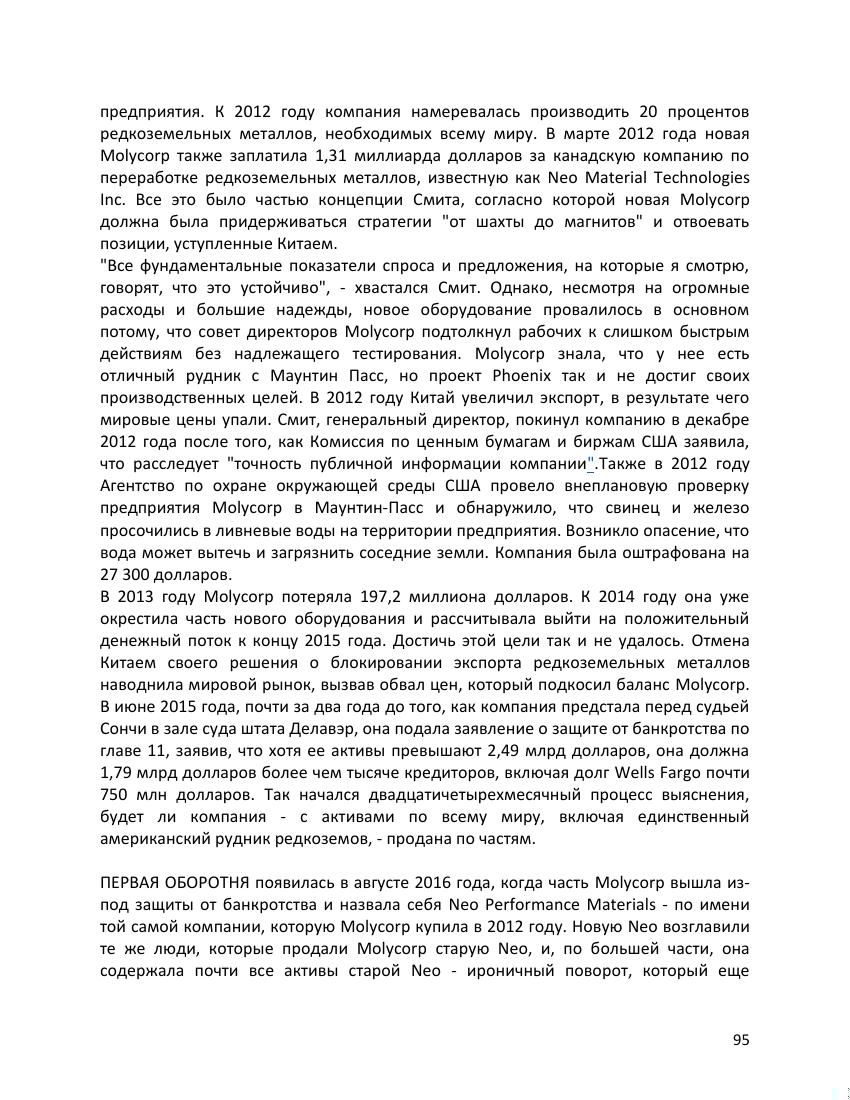 предприятия. К 2012 году компания намеревалась производить 20 процентов
редкоземельных металлов, необходимых всему миру. В марте 2012 года новая
Molycorp также заплатила 1,31 миллиарда долларов за канадскую компанию по
переработке редкоземельных металлов, известную как Neo Material Technologies
Inc. Все это было частью концепции Смита, согласно которой новая Molycorp
должна была придерживаться стратегии "от шахты до магнитов" и отвоевать
позиции, уступленные Китаем.
"Все фундаментальные показатели спроса и предложения, на которые я смотрю,
говорят, что это устойчиво", - хвастался Смит. Однако, несмотря на огромные
расходы и большие надежды, новое оборудование провалилось в основном
потому, что совет директоров Molycorp подтолкнул рабочих к слишком быстрым
действиям без надлежащего тестирования. Molycorp знала, что у нее есть
отличный рудник с Маунтин Пасс, но проект Phoenix так и не достиг своих
производственных целей. В 2012 году Китай увеличил экспорт, в результате чего
мировые цены упали. Смит, генеральный директор, покинул компанию в декабре
2012 года после того, как Комиссия по ценным бумагам и биржам США заявила,
что расследует "точность публичной информации компании".Также в 2012 году
Агентство по охране окружающей среды США провело внеплановую проверку
предприятия Molycorp в Маунтин-Пасс и обнаружило, что свинец и железо
просочились в ливневые воды на территории предприятия. Возникло опасение, что
вода может вытечь и загрязнить соседние земли. Компания была оштрафована на
27 300 долларов.
В 2013 году Molycorp потеряла 197,2 миллиона долларов. К 2014 году она уже
окрестила часть нового оборудования и рассчитывала выйти на положительный
денежный поток к концу 2015 года. Достичь этой цели так и не удалось. Отмена
Китаем своего решения о блокировании экспорта редкоземельных металлов
наводнила мировой рынок, вызвав обвал цен, который подкосил баланс Molycorp.
В июне 2015 года, почти за два года до того, как компания предстала перед судьей
Сончи в зале суда штата Делавэр, она подала заявление о защите от банкротства по
главе 11, заявив, что хотя ее активы превышают 2,49 млрд долларов, она должна
1,79 млрд долларов более чем тысяче кредиторов, включая долг Wells Fargo почти
750 млн долларов. Так начался двадцатичетырехмесячный процесс выяснения,
будет ли компания - с активами по всему миру, включая единственный
американский рудник редкоземов, - продана по частям.
ПЕРВАЯ ОБОРОТНЯ появилась в августе 2016 года, когда часть Molycorp вышла из-
под защиты от банкротства и назвала себя Neo Performance Materials - по имени
той самой компании, которую Molycorp купила в 2012 году. Новую Neo возглавили
те же люди, которые продали Molycorp старую Neo, и, по большей части, она
содержала почти все активы старой Neo - ироничный поворот, который еще
95